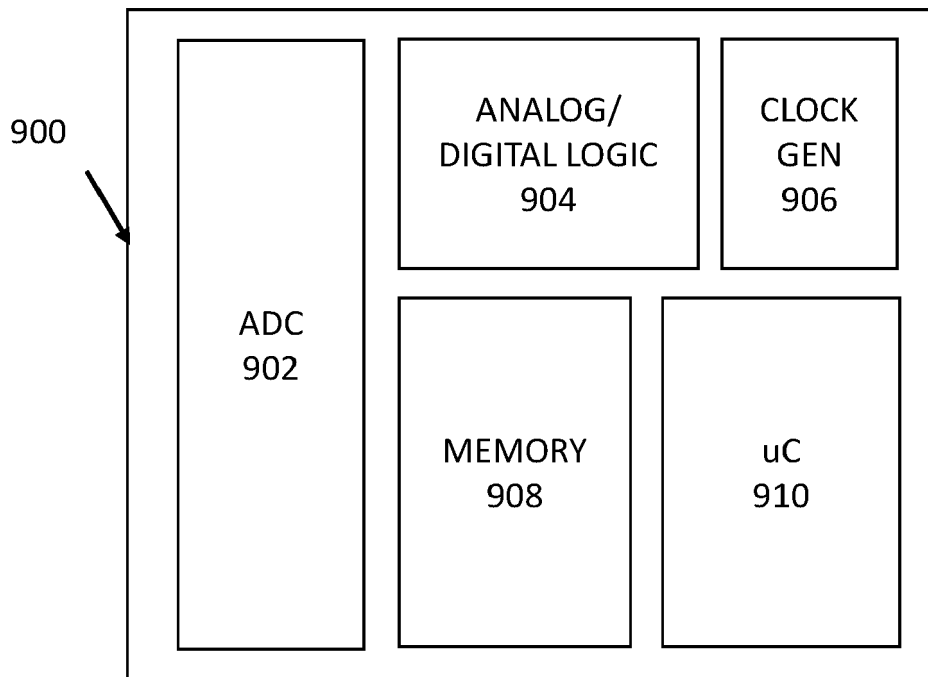 900
ADC
902
ANALOG/
DIGITAL LOGIC
904
CLOCK
GEN
906
MEMORY
908
uC
910